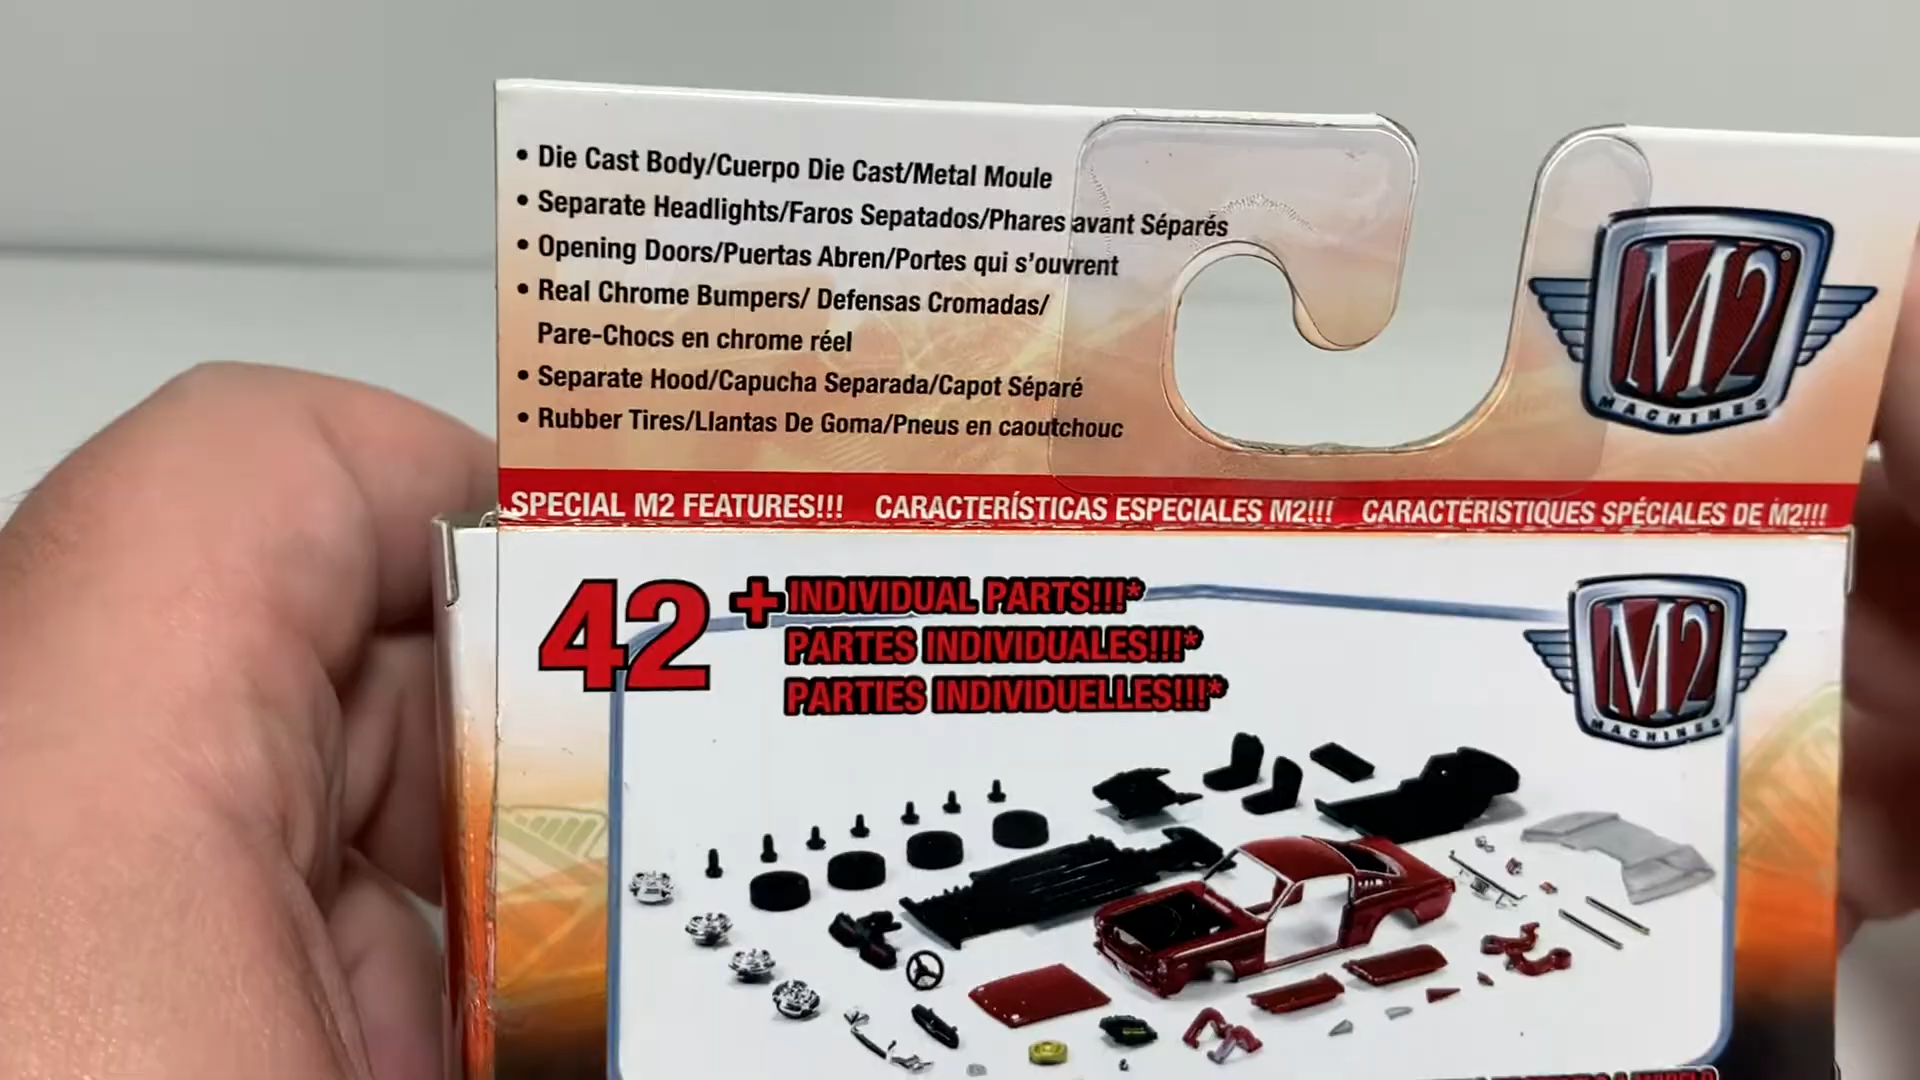 • Die Cast Body/Cuerpo Die Cast/Metal Moule
• Separate Headlights/Faros Sepatados/Phares avant Séparés
• Opening Doors/Puertas Abren/Portes qui s'ouvrent
• Real Chrome Bumpers/ Defensas Cromadas/
Pare-Chocs en chrome réel
• Separate Hood/Capucha Separada/Capot Séparé
• Rubber Tires/Llantas De Goma/Pneus en caoutchouc
M2
MACHINES
SPECIAL M2 FEATURES!!! CARACTERÍSTICAS ESPECIALES M2!!! CARACTÉRISTIQUES SPÉCIALES DE M2!!!
42 + INDIVIDUAL PARTS!!!*
PARTES INDIVIDUALES!!!*
PARTIES INDIVIDUELLES!!!*
M2
MACHINES